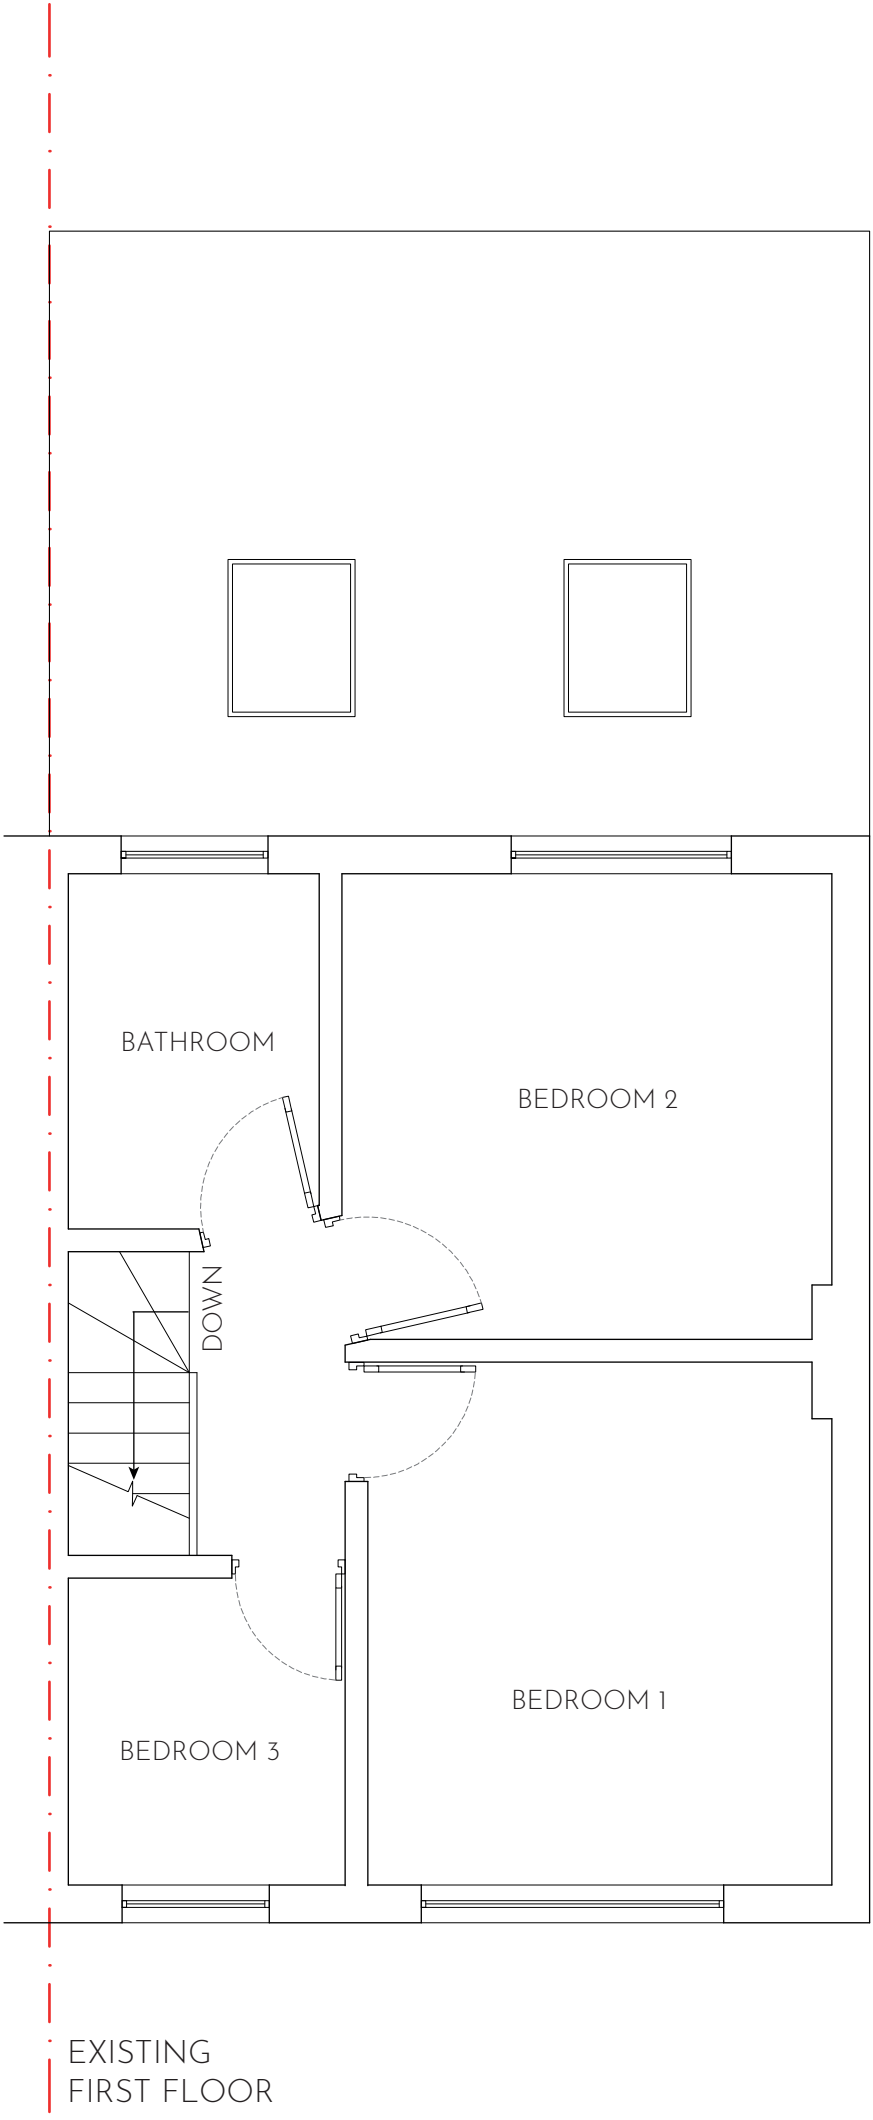 BATHROOM
BEDROOM 2
DOWN
BEDROOM 1
BEDROOM 3
EXISTING
FIRST FLOOR